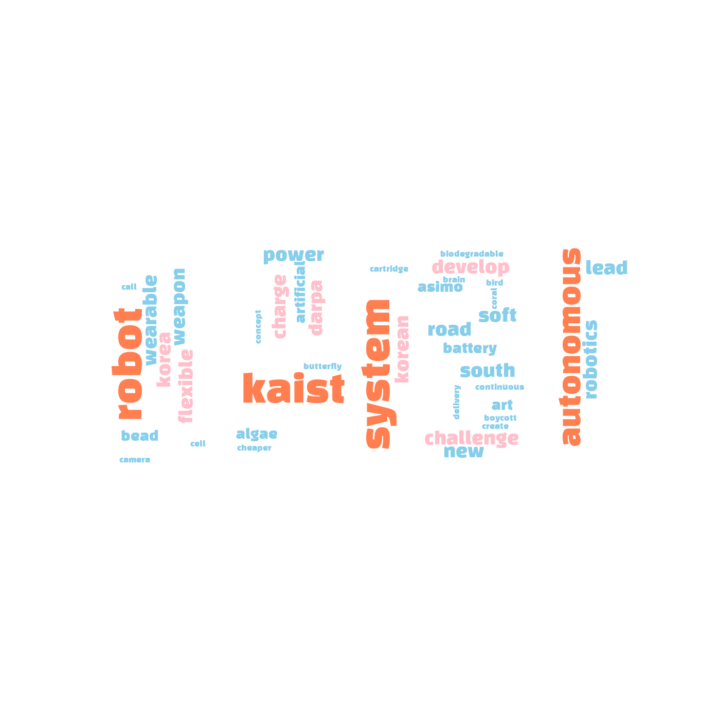 power
biodegradable
develop
cartridge
lead
brain
bird
asimo
call
wearable
weapon
charge
artificial
darpa
coral
autonomous
robot
concept
system
korean
soft
road
robotics
korea
battery
flexible
butterfly
south
kaist
continuous
delivery
art
boycott
create
bead
algae
challenge
cell
cheaper
new
camera